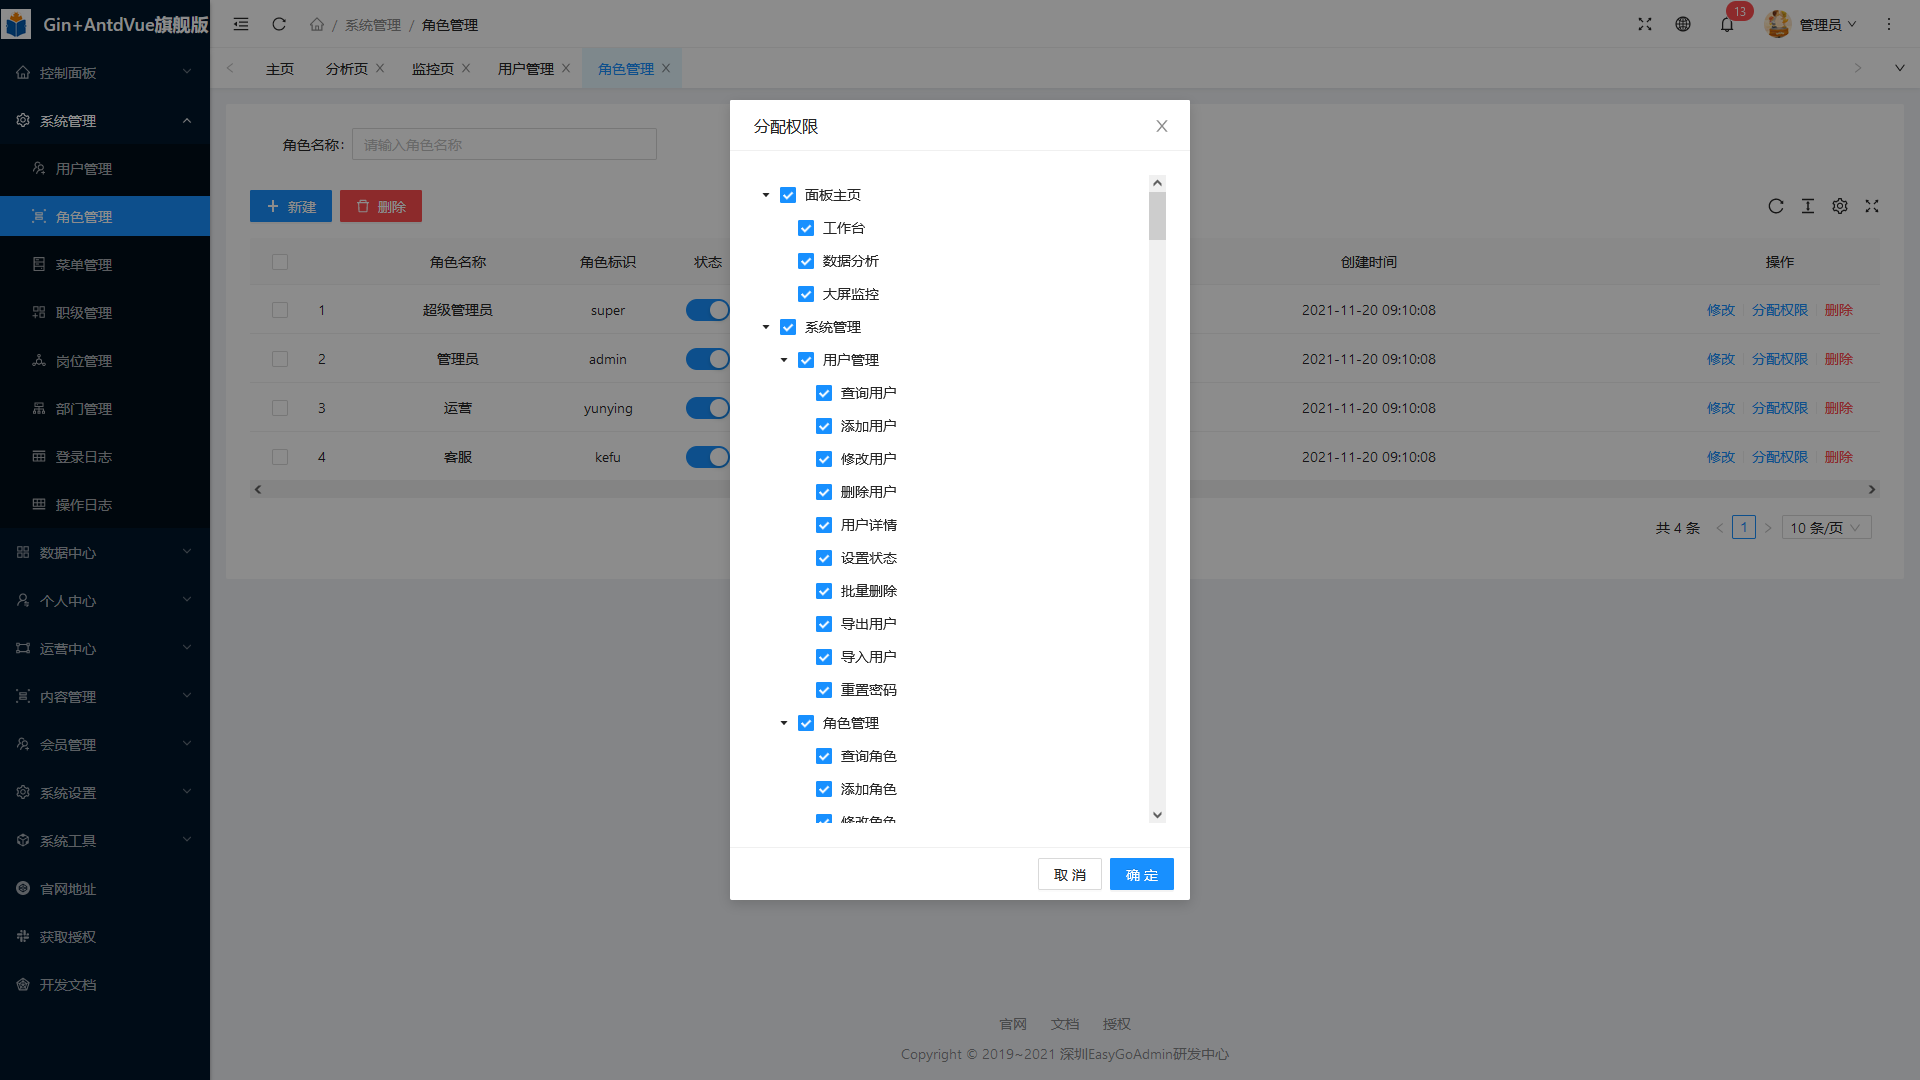 Gin+AntdVue旗舰版
控制面板
系统管理
用户管理
角色管理
菜单管理
职级管理
岗位管理
部门管理
登录日志
操作日志
数据中心
个人中心
运营中心
内容管理
会员管理
系统设置
系统工具
官网地址
获取授权
开发文档
/ 系统管理 / 角色管理
13
管理员
主页 分析页 监控页 用户管理 角色管理
角色名称: 请输入角色名称
新建 删除
角色名称 角色标识 状态 创建时间 操作
1 超级管理员 super 2021-11-20 09:10:08 修改 分配权限 删除
2 管理员 admin 2021-11-20 09:10:08 修改 分配权限 删除
3 运营 yunying 2021-11-20 09:10:08 修改 分配权限 删除
4 客服 kefu 2021-11-20 09:10:08 修改 分配权限 删除
共 4 条 1 10 条/页
分配权限
面板主页
工作台
数据分析
大屏监控
系统管理
用户管理
查询用户
添加用户
修改用户
删除用户
用户详情
设置状态
批量删除
导出用户
导入用户
重置密码
角色管理
查询角色
添加角色
修改角色
取 消 确 定
官网 文档 授权
Copyright © 2019~2021 深圳EasyGoAdmin研发中心